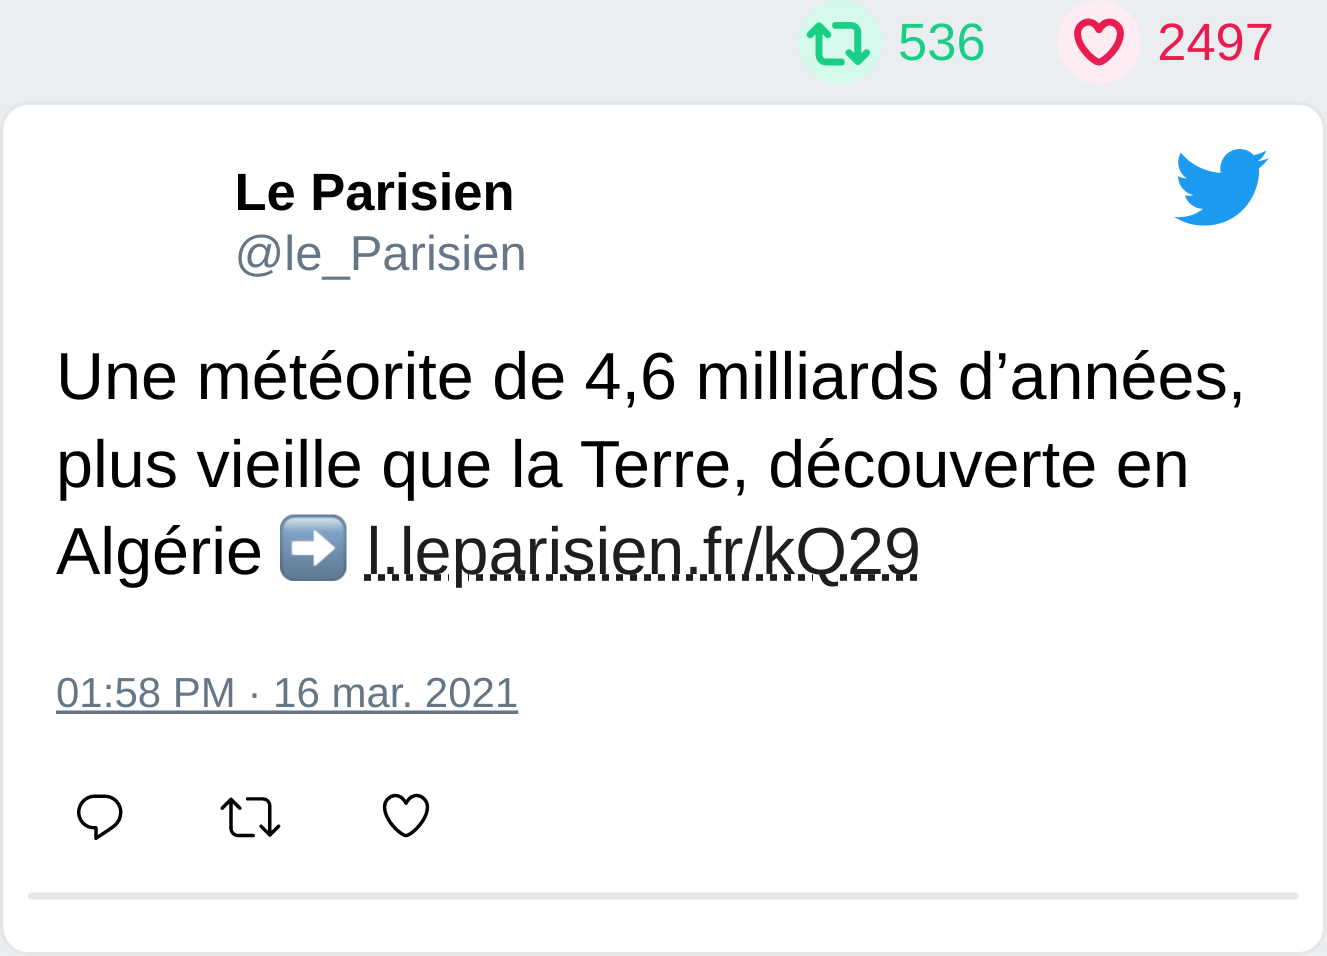 536 2497
Le Parisien
@le_Parisien
Une météorite de 4,6 milliards d’années,
plus vieille que la Terre, découverte en
Algérie ➡️ l.leparisien.fr/kQ29
01:58 PM · 16 mar. 2021